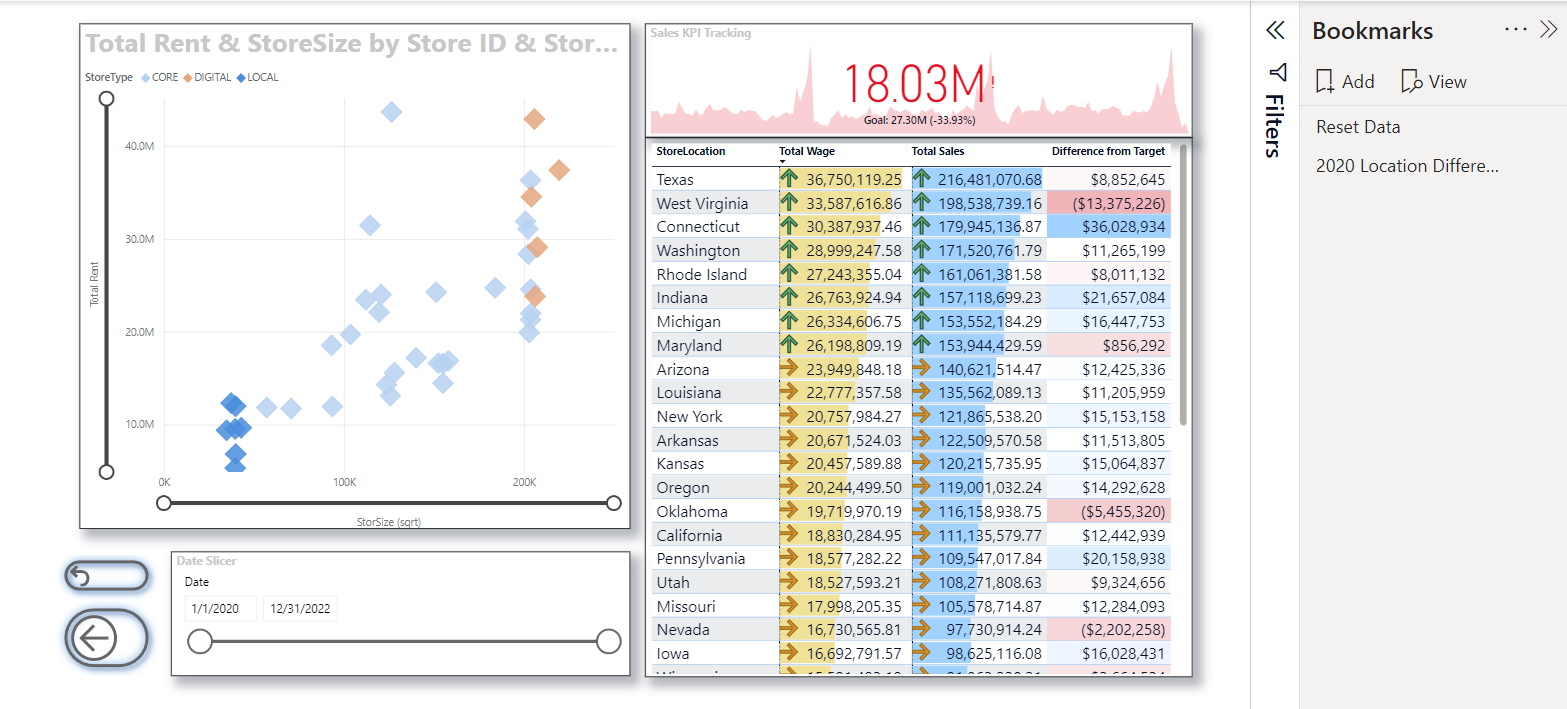 Total Rent & StoreSize by Store ID & Stor...
StoreType CORE DIGITAL LOCAL
40.0M
30.0M
20.0M
10.0M
Total Rent
0K 100K 200K
StorSize (sqrt)
Date Slicer
Date
1/1/2020 12/31/2022
Sales KPI Tracking
18.03M!
Goal: 27.30M (-33.93%)
StoreLocation Total Wage Total Sales Difference from Target
Texas 36,750,119.25 216,481,070.68 $8,852,645
West Virginia 33,587,616.86 198,538,739.16 ($13,375,226)
Connecticut 30,387,937.46 179,945,136.87 $36,028,934
Washington 28,999,247.58 171,520,761.79 $11,265,199
Rhode Island 27,243,355.04 161,061,381.58 $8,011,132
Indiana 26,763,924.94 157,118,699.23 $21,657,084
Michigan 26,334,606.75 153,552,184.29 $16,447,753
Maryland 26,198,809.19 153,944,429.59 $856,292
Arizona 23,949,848.18 140,621,514.47 $12,425,336
Louisiana 22,777,357.58 135,562,089.13 $11,205,959
New York 20,757,984.27 121,865,538.20 $15,153,158
Arkansas 20,671,524.03 122,509,570.58 $11,513,805
Kansas 20,457,589.88 120,215,735.95 $15,064,837
Oregon 20,244,499.50 119,001,032.24 $14,292,628
Oklahoma 19,719,970.19 116,158,938.75 ($5,455,320)
California 18,830,284.95 111,135,579.77 $12,442,939
Pennsylvania 18,577,282.22 109,547,017.84 $20,158,938
Utah 18,527,593.21 108,271,808.63 $9,324,656
Missouri 17,998,205.35 105,578,714.87 $12,284,093
Nevada 16,730,565.81 97,730,914.24 ($2,202,258)
Iowa 16,692,791.57 98,625,116.08 $16,028,431
Filters
Bookmarks
Add View
Reset Data
2020 Location Differe...